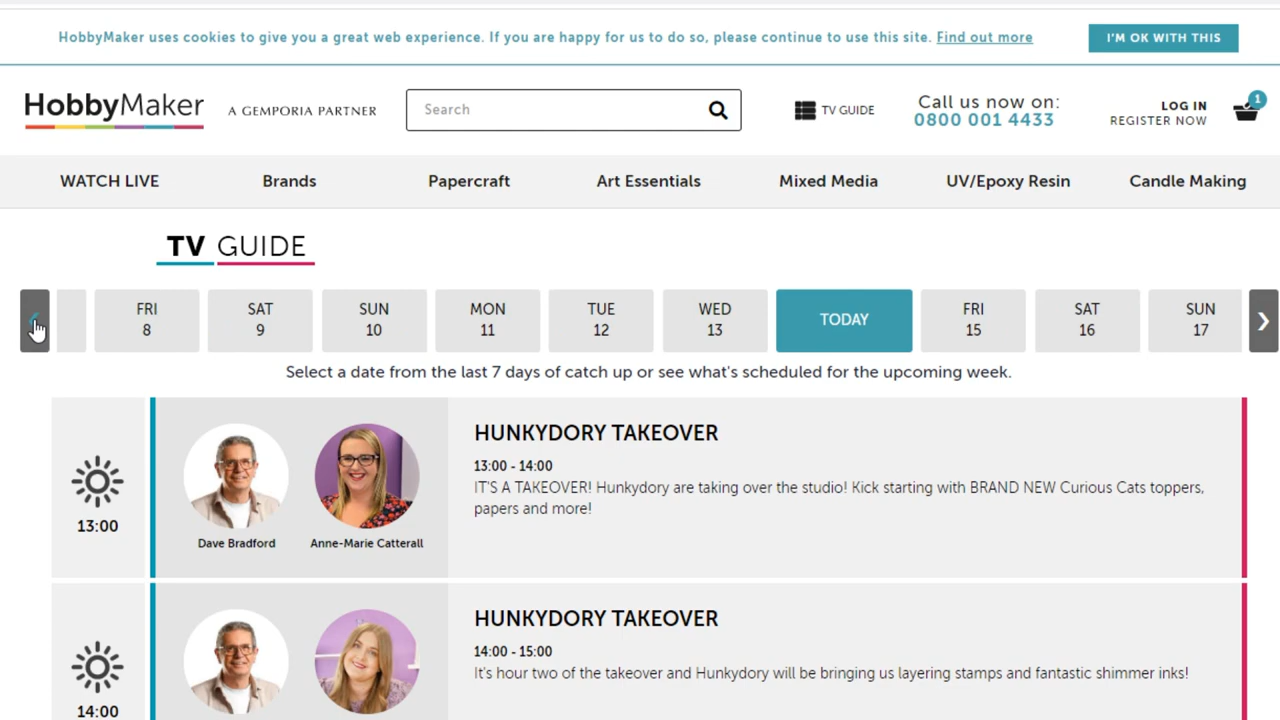 HobbyMaker uses cookies to give you a great web experience. If you are happy for us to do so, please continue to use this site. Find out more
I'M OK WITH THIS
HobbyMaker
A GEMPORIA PARTNER
Search
TV GUIDE
Call us now on:
0800 001 4433
LOG IN
REGISTER NOW
1
WATCH LIVE
Brands
Papercraft
Art Essentials
Mixed Media
UV/Epoxy Resin
Candle Making
TV GUIDE
FRI
8
SAT
9
SUN
10
MON
11
TUE
12
WED
13
TODAY
FRI
15
SAT
16
SUN
17
Select a date from the last 7 days of catch up or see what's scheduled for the upcoming week.
13:00
Dave Bradford
Anne-Marie Catterall
HUNKYDORY TAKEOVER
13:00 - 14:00
IT'S A TAKEOVER! Hunkydory are taking over the studio! Kick starting with BRAND NEW Curious Cats toppers,
papers and more!
14:00
HUNKYDORY TAKEOVER
14:00 - 15:00
It's hour two of the takeover and Hunkydory will be bringing us layering stamps and fantastic shimmer inks!